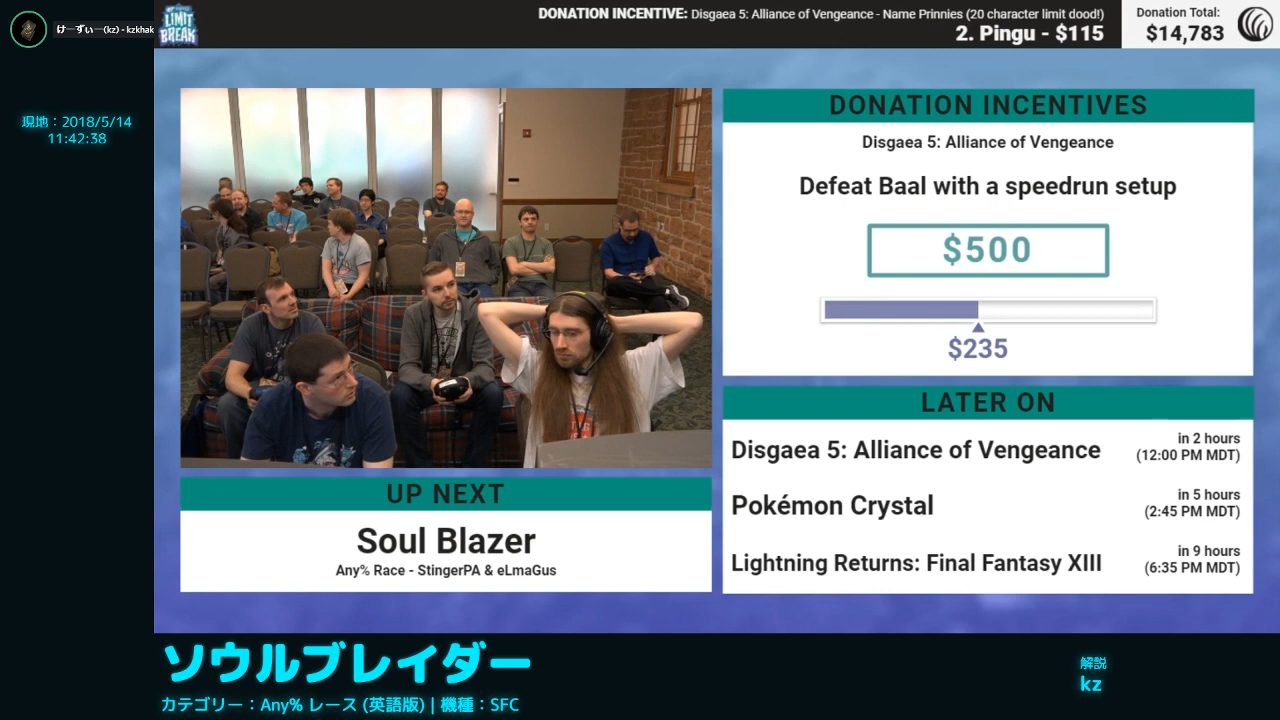 けーずぃー(kz) - kzkhak
現地：2018/5/14
11:42:38
LIMIT
BREAK
DONATION INCENTIVE: Disgaea 5: Alliance of Vengeance - Name Prinnies (20 character limit dood!)
2. Pingu - $115
Donation Total:
$14,783
DONATION INCENTIVES
Disgaea 5: Alliance of Vengeance
Defeat Baal with a speedrun setup
$500
$235
LATER ON
Disgaea 5: Alliance of Vengeance
in 2 hours
(12:00 PM MDT)
Pokémon Crystal
in 5 hours
(2:45 PM MDT)
Lightning Returns: Final Fantasy XIII
in 9 hours
(6:35 PM MDT)
UP NEXT
Soul Blazer
Any% Race - StingerPA & eLmaGus
ソウルブレイダー
カテゴリー：Any% レース (英語版) | 機種：SFC
解説
kz